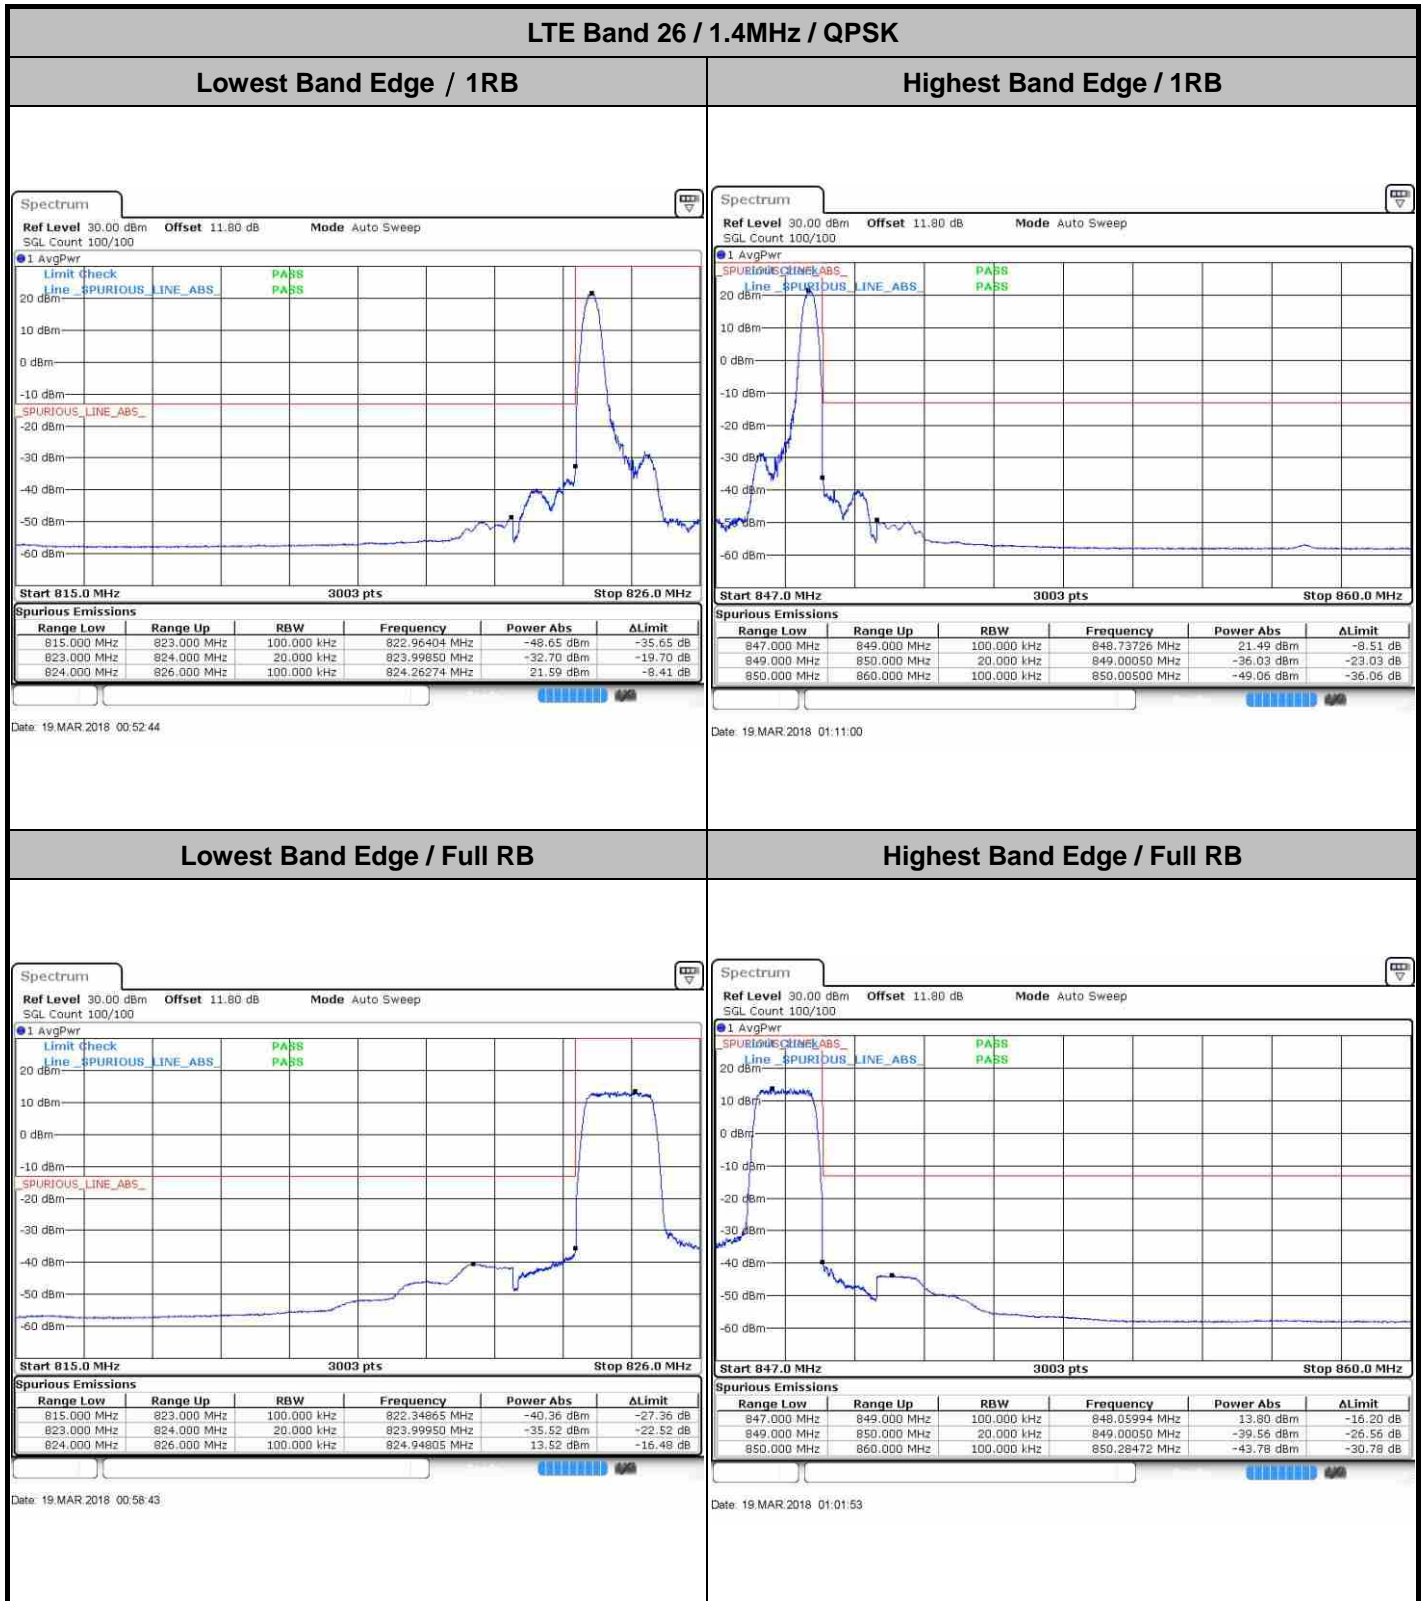 LTE Band 26 / 1.4MHz / QPSK
Lowest Band Edge / 1RB
Highest Band Edge / 1RB
Spectrum
Ref Level 30.00 dBm Offset 11.80 dB Mode Auto Sweep
SGL Count 100/100
1 AvgPwr
Limit Check PASS
Line _SPURIOUS_LINE_ABS_ PASS
20 dBm
10 dBm
0 dBm
-10 dBm
_SPURIOUS_LINE_ABS_
-20 dBm
-30 dBm
-40 dBm
-50 dBm
-60 dBm
Start 815.0 MHz 3003 pts Stop 826.0 MHz
Spurious Emissions
Range Low Range Up RBW Frequency Power Abs ΔLimit
815.000 MHz 823.000 MHz 100.000 kHz 822.96404 MHz -48.65 dBm -35.65 dB
823.000 MHz 824.000 MHz 20.000 kHz 823.99850 MHz -32.70 dBm -19.70 dB
824.000 MHz 826.000 MHz 100.000 kHz 824.26274 MHz 21.59 dBm -8.41 dB
Date: 19.MAR.2018 00:52:44
Spectrum
Ref Level 30.00 dBm Offset 11.80 dB Mode Auto Sweep
SGL Count 100/100
1 AvgPwr
_SPURIOUS_LINE_ABS_
Limit Check PASS
Line _SPURIOUS_LINE_ABS_ PASS
20 dBm
10 dBm
0 dBm
-10 dBm
-20 dBm
-30 dBm
-40 dBm
-50 dBm
-60 dBm
Start 847.0 MHz 3003 pts Stop 860.0 MHz
Spurious Emissions
Range Low Range Up RBW Frequency Power Abs ΔLimit
847.000 MHz 849.000 MHz 100.000 kHz 848.73726 MHz 21.49 dBm -8.51 dB
849.000 MHz 850.000 MHz 20.000 kHz 849.00050 MHz -36.03 dBm -23.03 dB
850.000 MHz 860.000 MHz 100.000 kHz 850.00500 MHz -49.06 dBm -36.06 dB
Date: 19.MAR.2018 01:11:00
Lowest Band Edge / Full RB
Highest Band Edge / Full RB
Spectrum
Ref Level 30.00 dBm Offset 11.80 dB Mode Auto Sweep
SGL Count 100/100
1 AvgPwr
Limit Check PASS
Line _SPURIOUS_LINE_ABS_ PASS
20 dBm
10 dBm
0 dBm
-10 dBm
_SPURIOUS_LINE_ABS_
-20 dBm
-30 dBm
-40 dBm
-50 dBm
-60 dBm
Start 815.0 MHz 3003 pts Stop 826.0 MHz
Spurious Emissions
Range Low Range Up RBW Frequency Power Abs ΔLimit
815.000 MHz 823.000 MHz 100.000 kHz 822.34865 MHz -40.36 dBm -27.36 dB
823.000 MHz 824.000 MHz 20.000 kHz 823.99950 MHz -35.52 dBm -22.52 dB
824.000 MHz 826.000 MHz 100.000 kHz 824.94805 MHz 13.52 dBm -16.48 dB
Date: 19.MAR.2018 00:58:43
Spectrum
Ref Level 30.00 dBm Offset 11.80 dB Mode Auto Sweep
SGL Count 100/100
1 AvgPwr
_SPURIOUS_LINE_ABS_
Limit Check PASS
Line _SPURIOUS_LINE_ABS_ PASS
20 dBm
10 dBm
0 dBm
-10 dBm
-20 dBm
-30 dBm
-40 dBm
-50 dBm
-60 dBm
Start 847.0 MHz 3003 pts Stop 860.0 MHz
Spurious Emissions
Range Low Range Up RBW Frequency Power Abs ΔLimit
847.000 MHz 849.000 MHz 100.000 kHz 848.05994 MHz 13.80 dBm -16.20 dB
849.000 MHz 850.000 MHz 20.000 kHz 849.00050 MHz -39.56 dBm -26.56 dB
850.000 MHz 860.000 MHz 100.000 kHz 850.28472 MHz -43.78 dBm -30.78 dB
Date: 19.MAR.2018 01:01:53